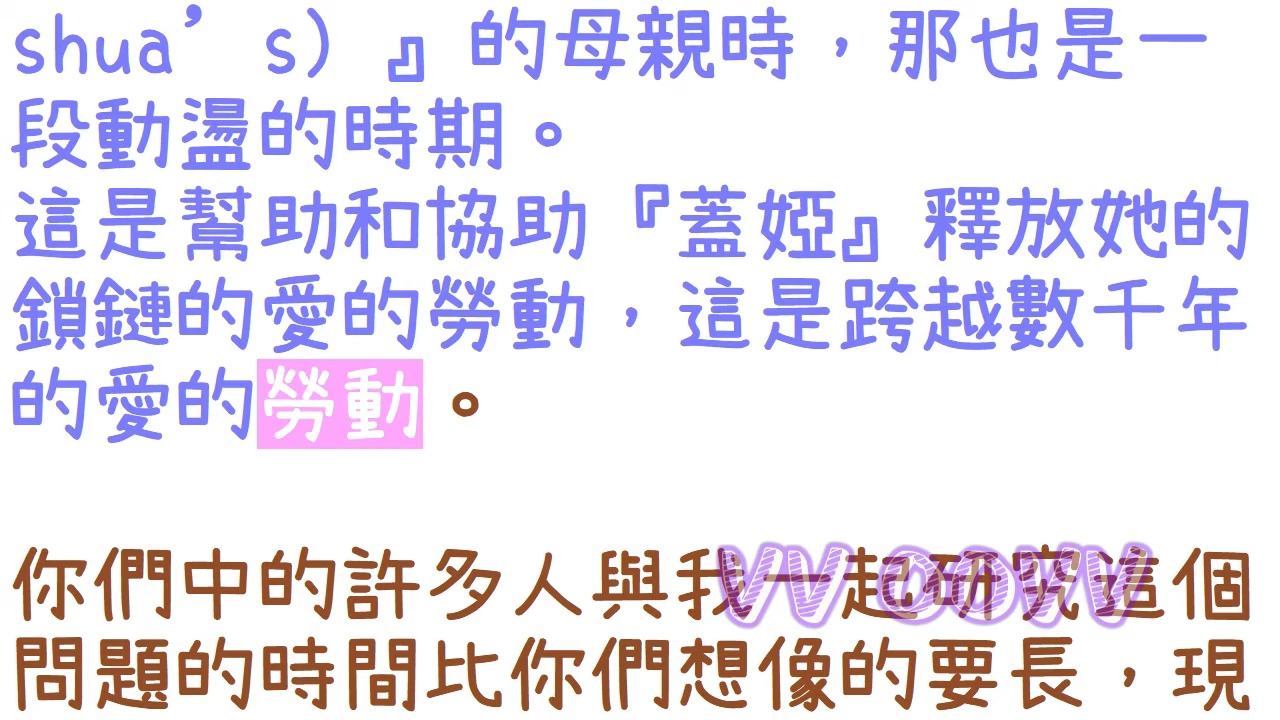 shua’s）』的母親時，那也是一
段動盪的時期。
這是幫助和協助『蓋婭』釋放她的
鎖鏈的愛的勞動，這是跨越數千年
的愛的勞動。
你們中的許多人與我一起研究這個
問題的時間比你們想像的要長，現
VV OOVV